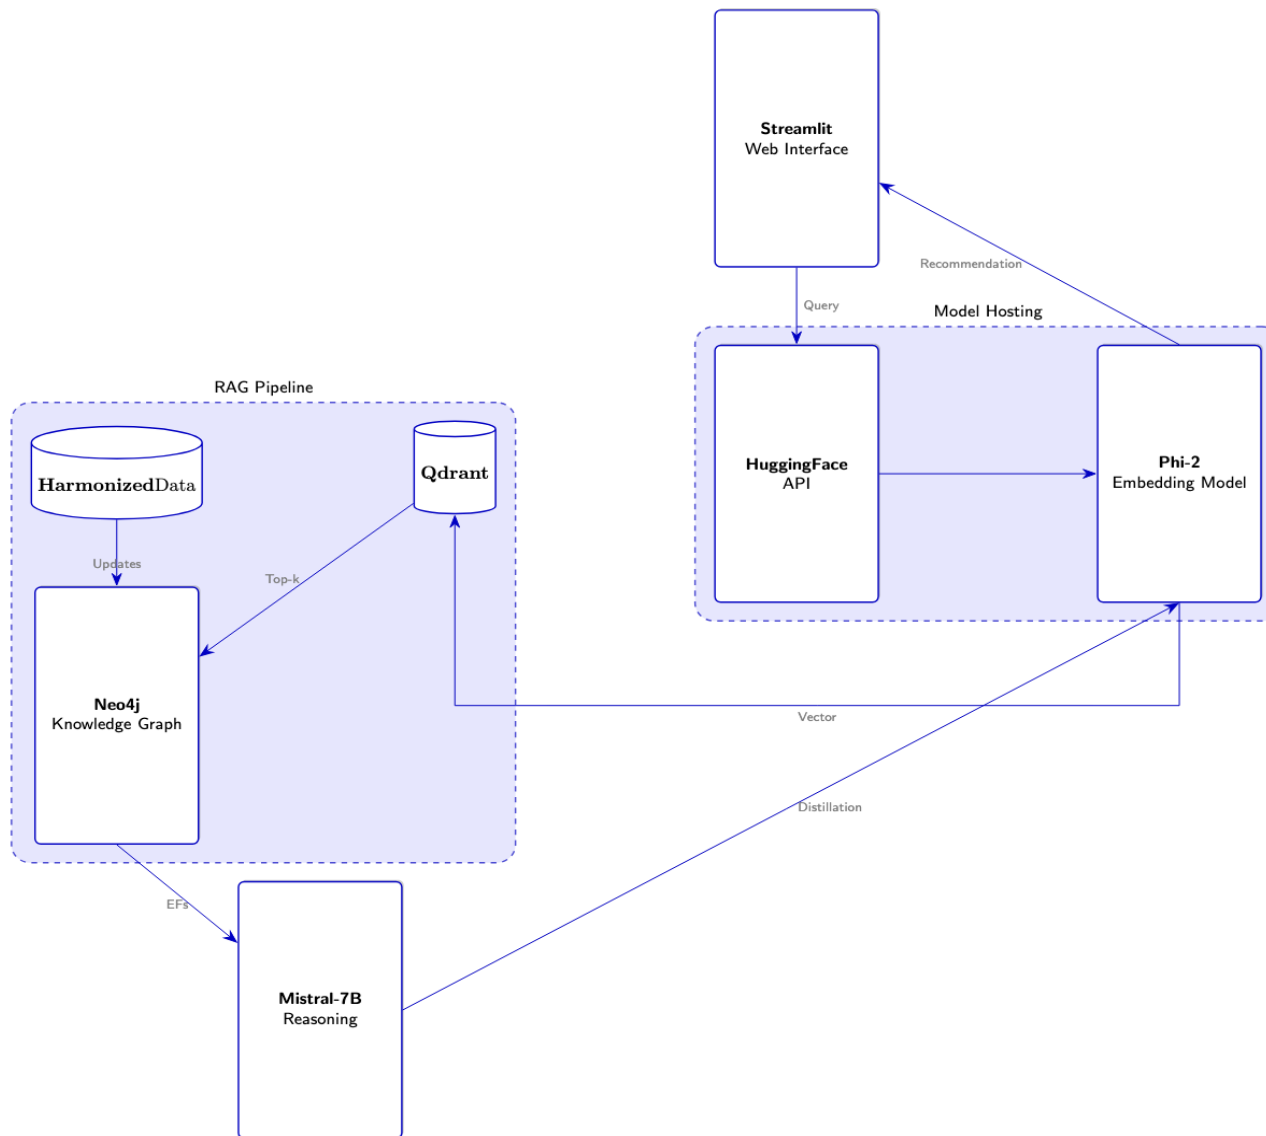 Streamlit
Web Interface
Recommendation
Query
Model Hosting
HuggingFace
API
Phi-2
Embedding Model
RAG Pipeline
HarmonizedData
Qdrant
Updates
Top-k
Neo4j
Knowledge Graph
Vector
Distillation
EFs
Mistral-7B
Reasoning